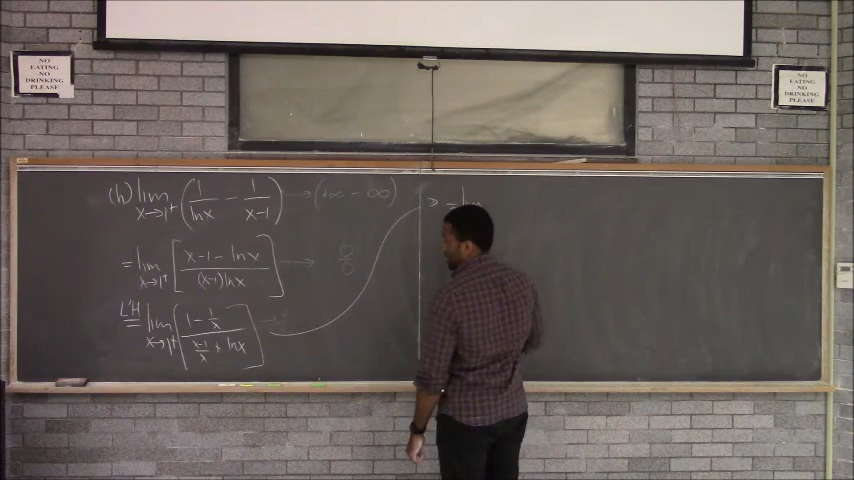 NO
EATING
NO
DRINKING
PLEASE
NO
EATING
NO
DRINKING
PLEASE
(h) lim x→1⁺ (1/lnx − 1/(x-1)) → (+∞ − ∞)
= lim x→1⁺ [(x-1-lnx)/((x-1)lnx)] → 0/0
L'H = lim x→1⁺ [(1 - 1/x)/((x-1)/x + lnx)]
= lim